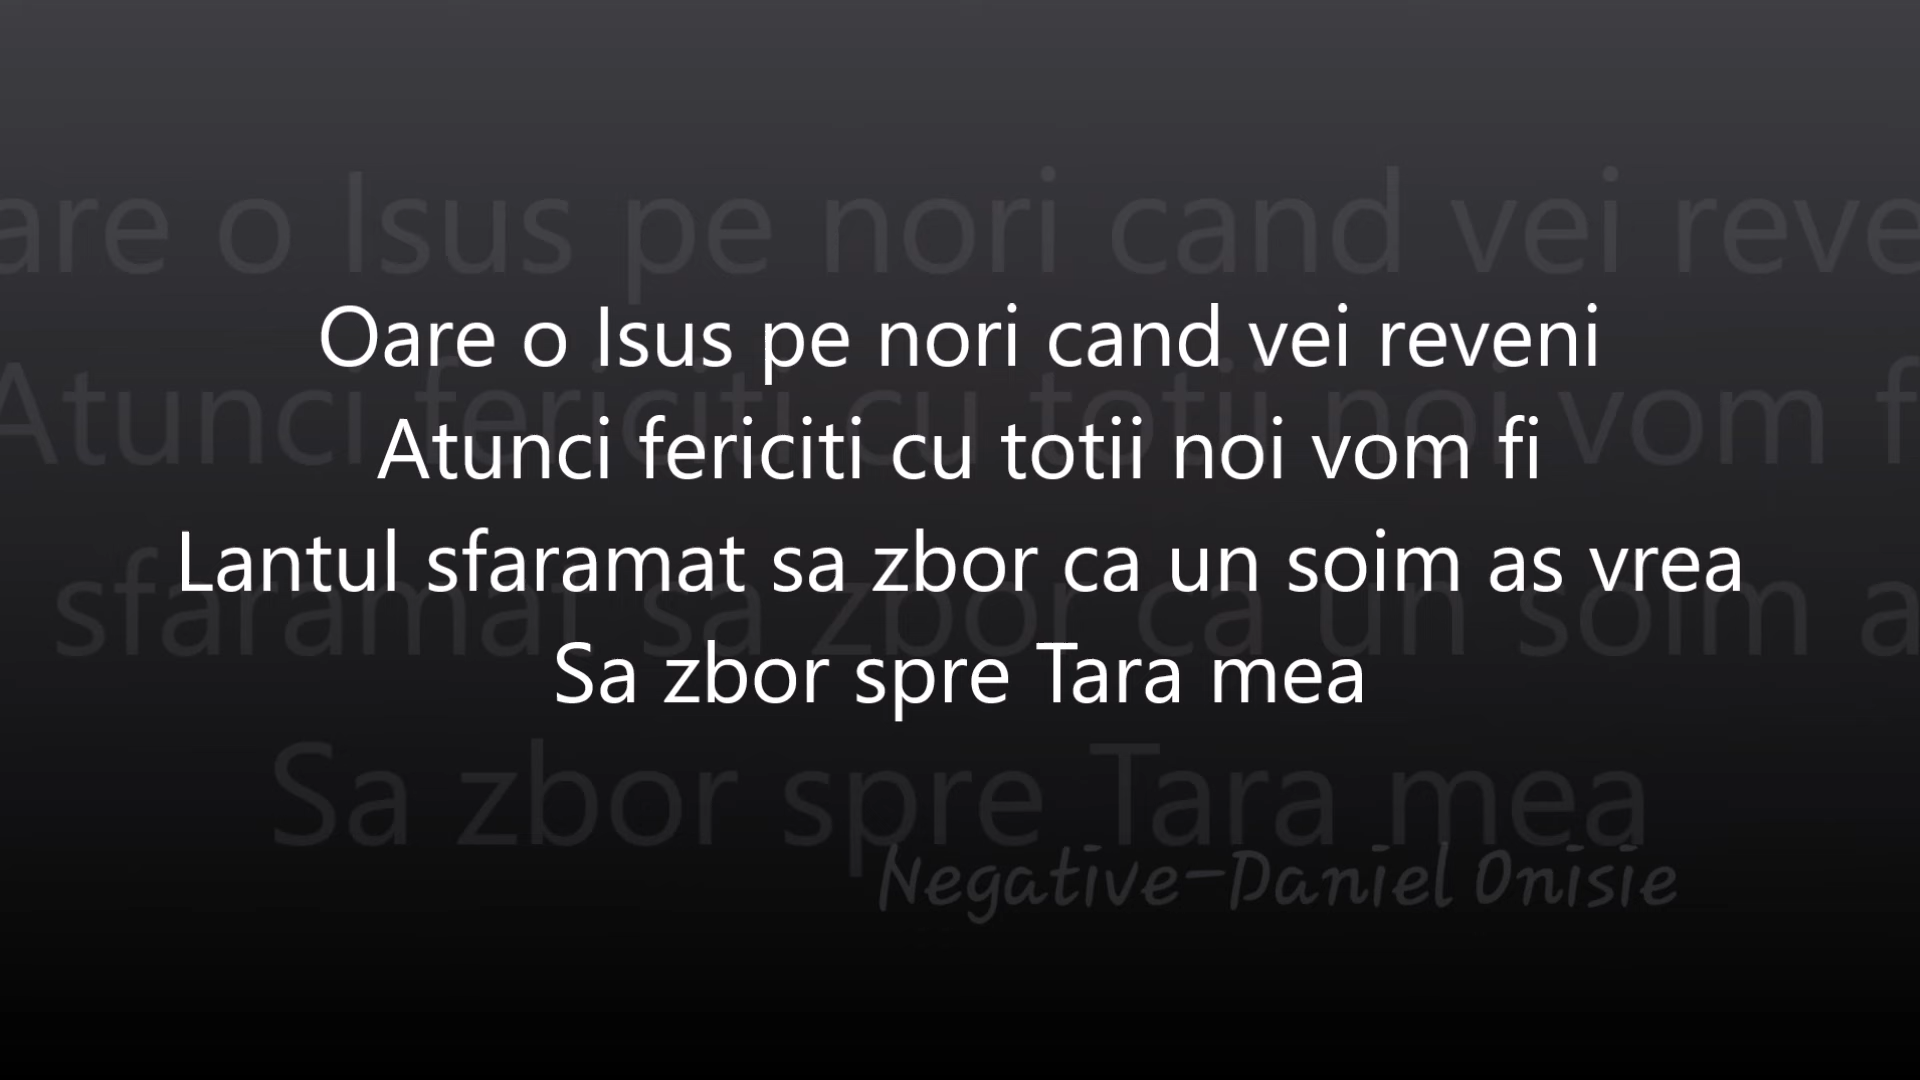 Oare o Isus pe nori cand vei reveni
Atunci fericiti cu totii noi vom fi
Lantul sfaramat sa zbor ca un soim as vrea
Sa zbor spre Tara mea
Negative-Daniel Onisie